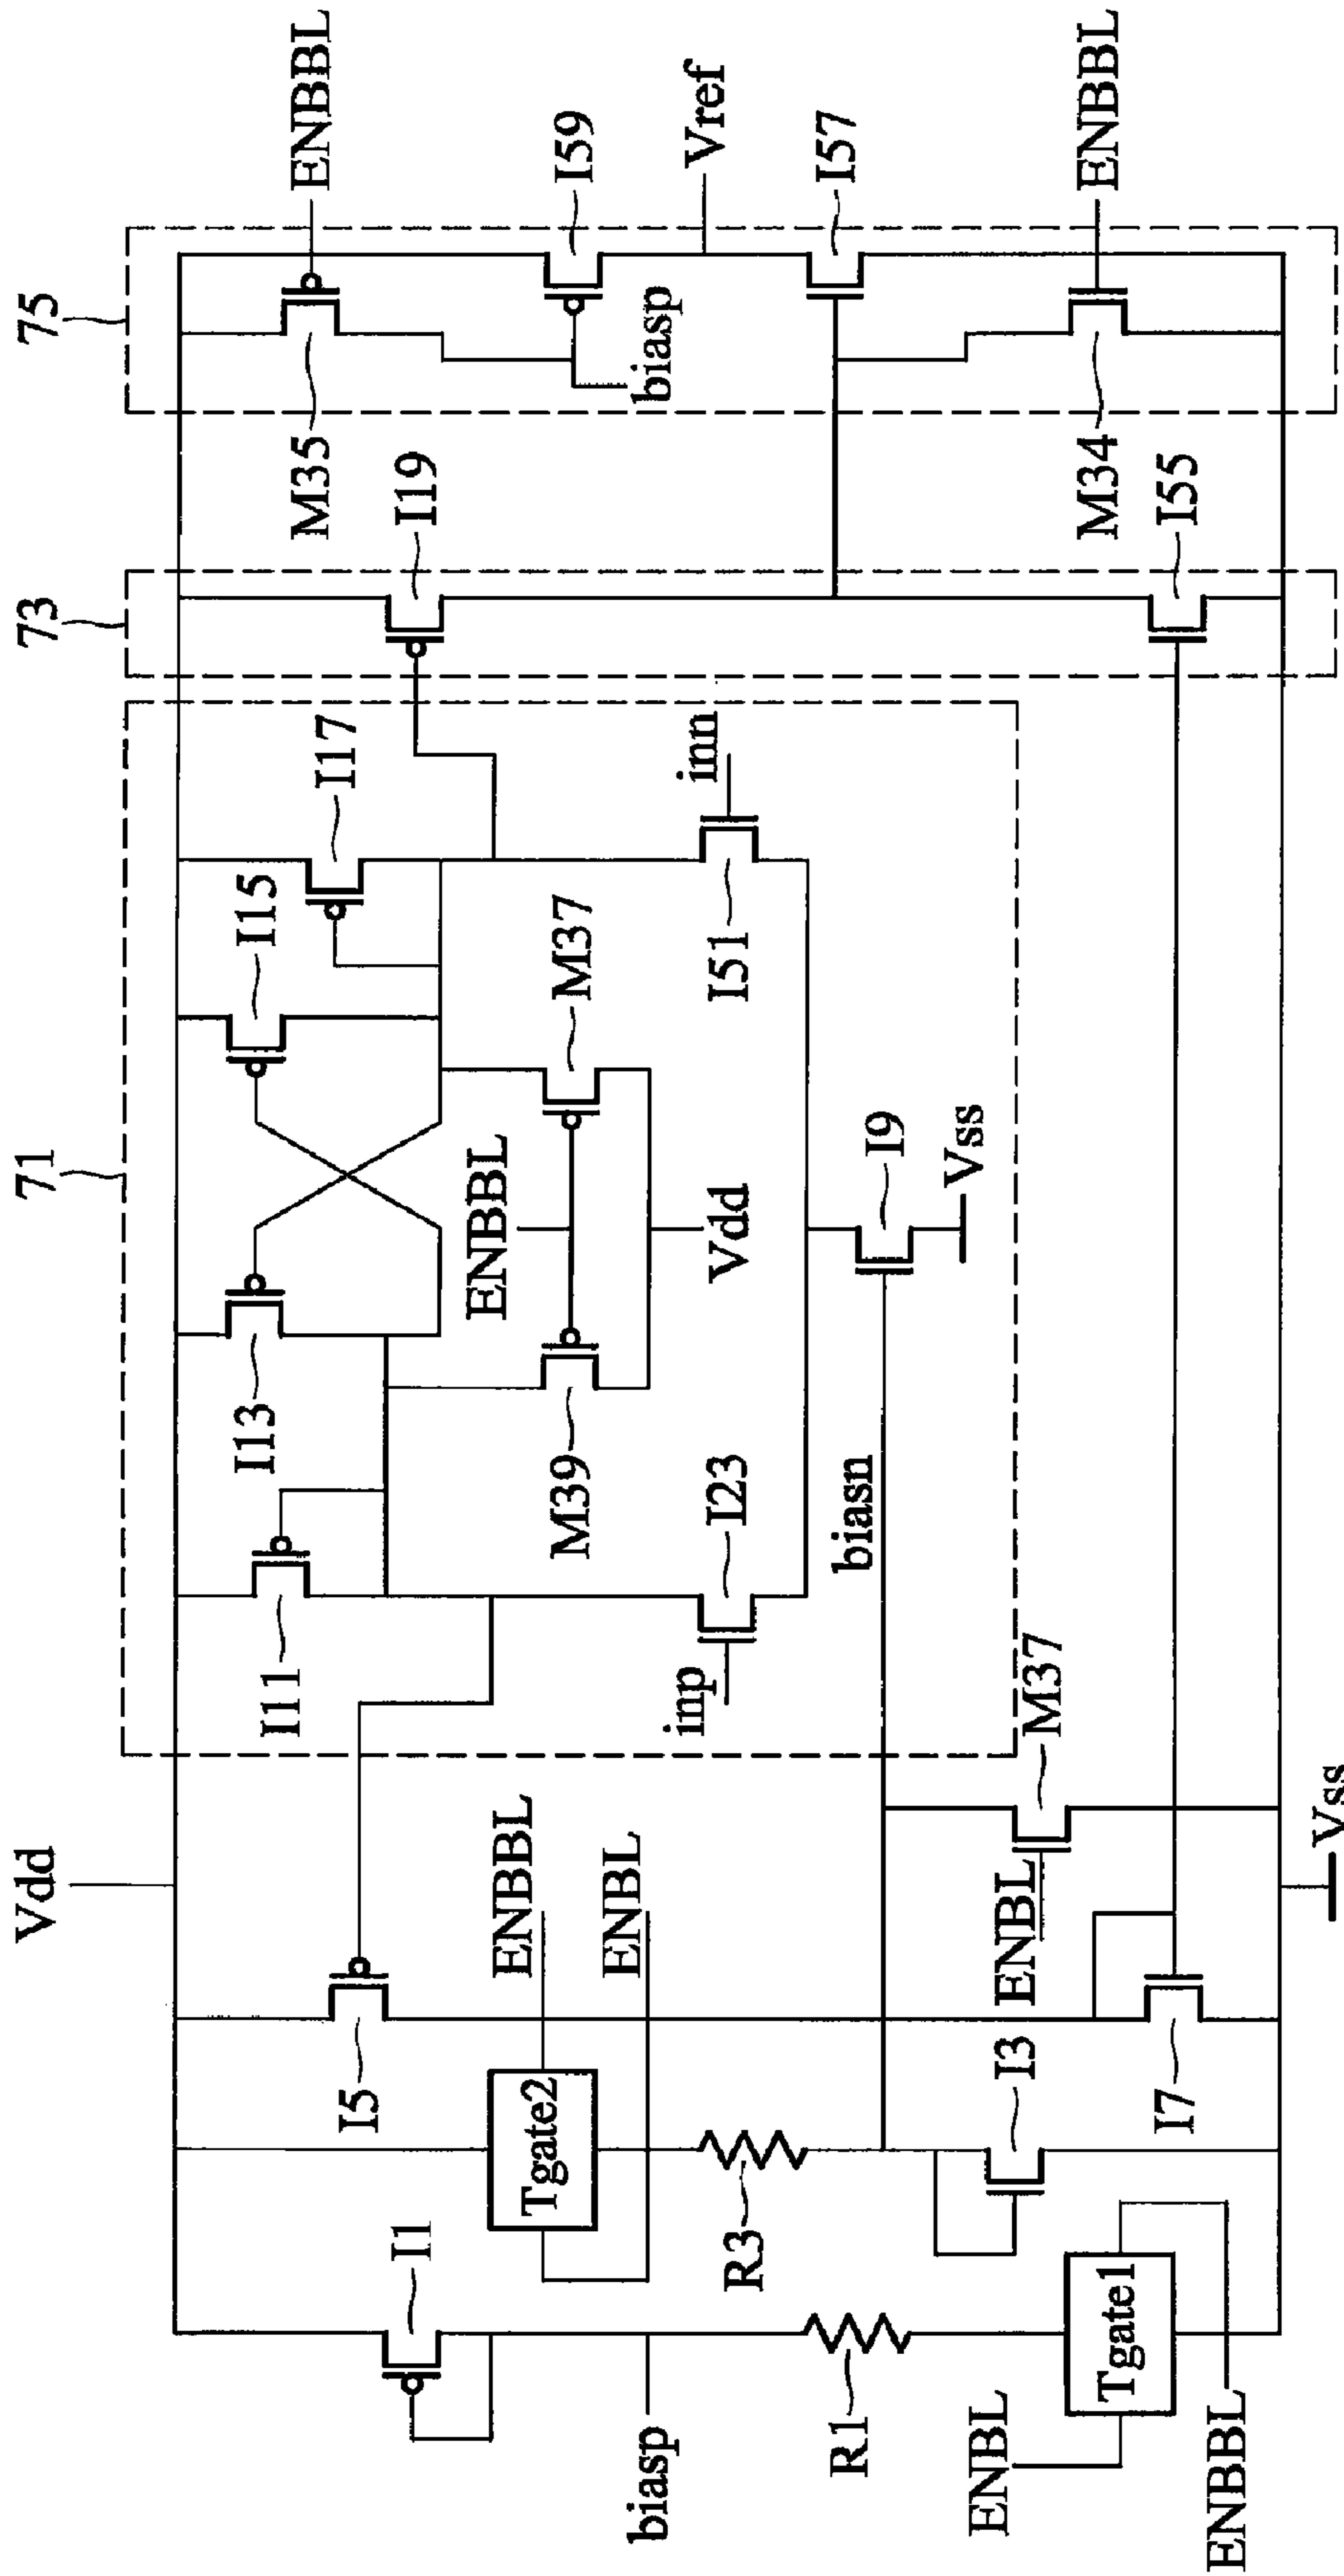 71
73
75
Vdd
ENBBL
I15
I17
I13
I11
I19
M35
I59
biasp
Vref
I57
ENBBL
M34
I55
ENBBL
M37
M39
Vdd
inn
I51
inp
I23
I9
Vss
biasn
I5
ENBBL
ENBL
Tgate2
I1
R3
biasp
R1
M37
ENBL
I3
I7
Tgate1
ENBL
ENBBL
Vss